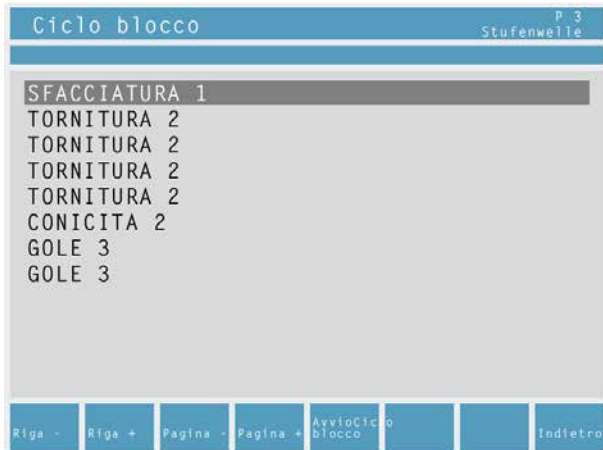 Ciclo blocco
P 3
Stufenwelle
SFACCIATURA 1
TORNITURA 2
TORNITURA 2
TORNITURA 2
TORNITURA 2
CONICITA 2
GOLE 3
GOLE 3
Riga - Riga + Pagina - Pagina + AvvioCiclo blocco Indietro